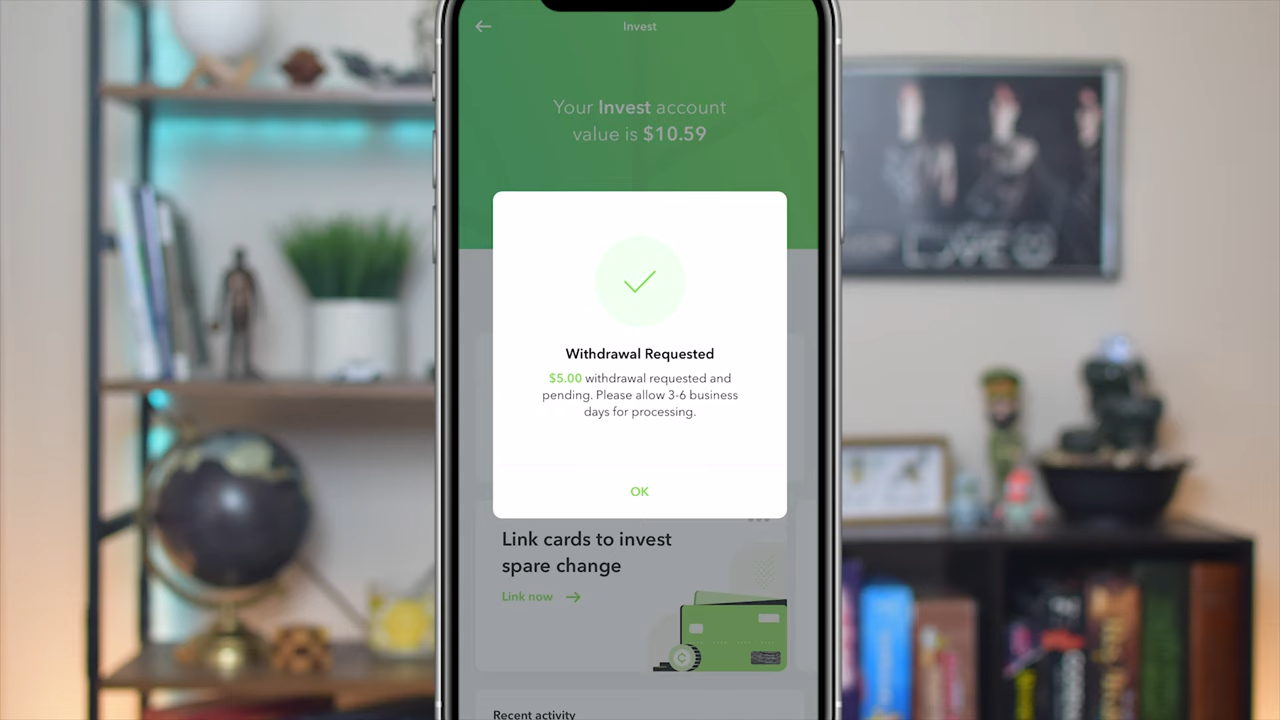 Invest
Your Invest account
value is $10.59
Withdrawal Requested
$5.00 withdrawal requested and
pending. Please allow 3-6 business
days for processing.
OK
Link cards to invest
spare change
Link now
Recent activity